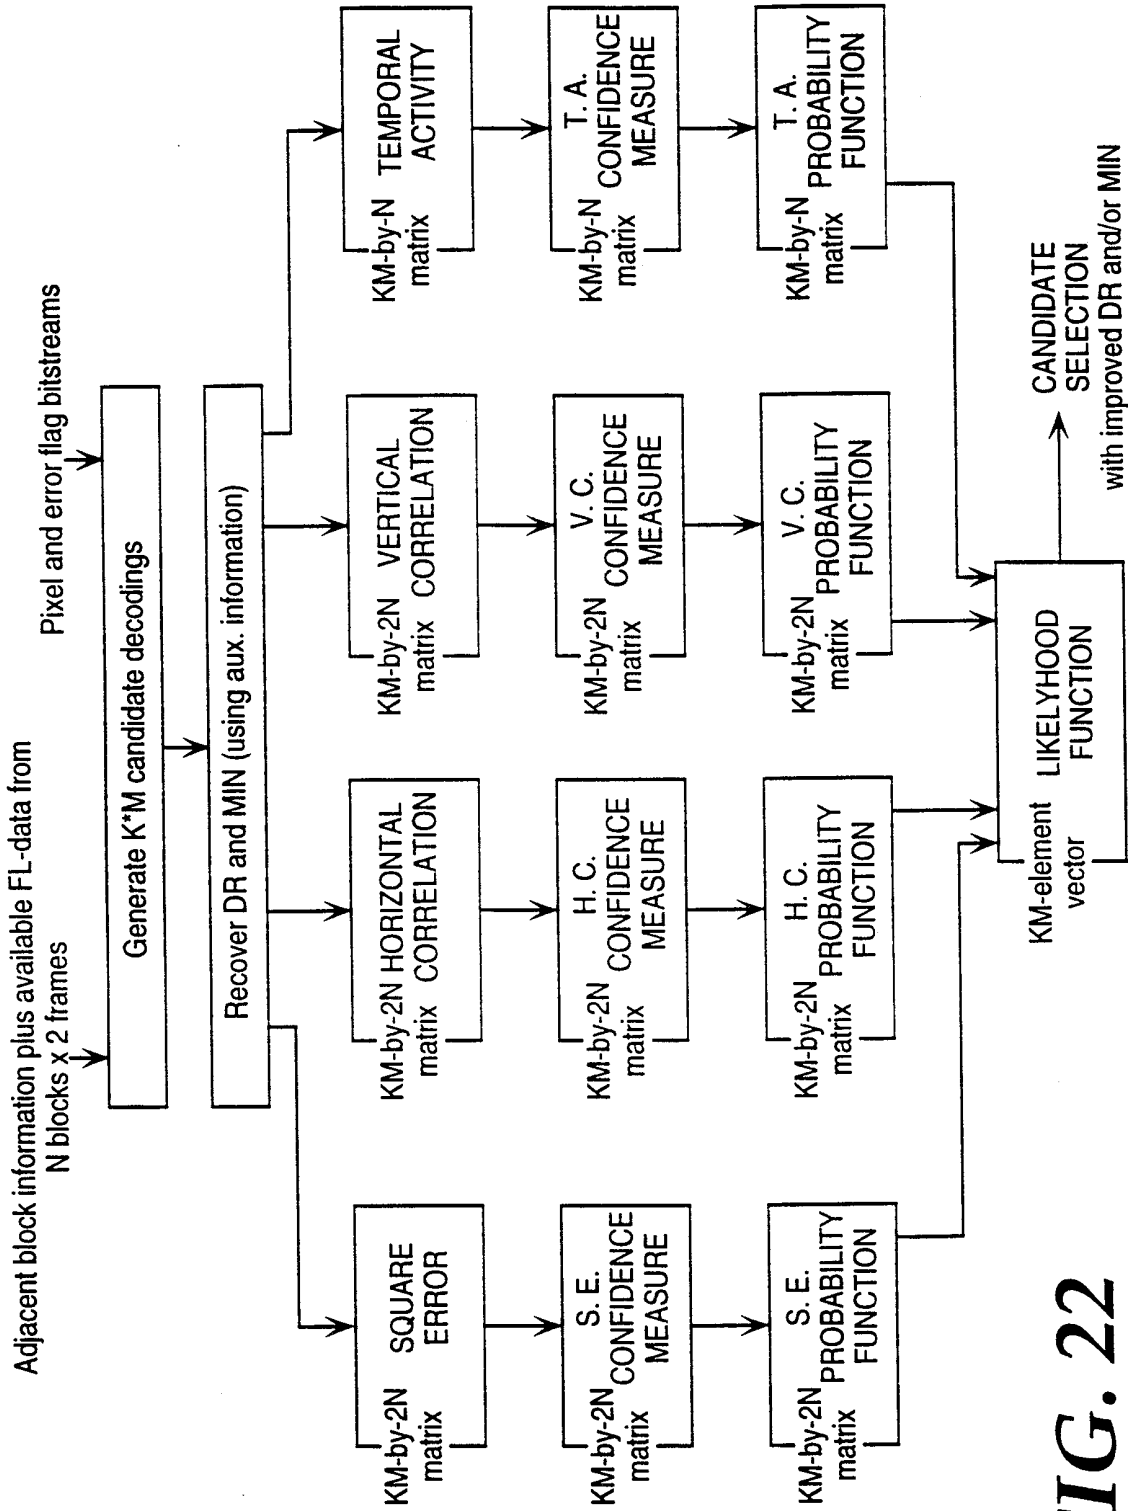 Adjacent block information plus available FL-data from
N blocks x 2 frames
Pixel and error flag bitstreams
Generate K*M candidate decodings
Recover DR and MIN (using aux. information)
KM-by-2N
matrix
SQUARE
ERROR
KM-by-2N
matrix
HORIZONTAL
CORRELATION
KM-by-2N
matrix
VERTICAL
CORRELATION
KM-by-N
matrix
TEMPORAL
ACTIVITY
KM-by-2N
matrix
S. E.
CONFIDENCE
MEASURE
KM-by-2N
matrix
H. C.
CONFIDENCE
MEASURE
KM-by-2N
matrix
V. C.
CONFIDENCE
MEASURE
KM-by-N
matrix
T. A.
CONFIDENCE
MEASURE
KM-by-2N
matrix
S. E.
PROBABILITY
FUNCTION
KM-by-2N
matrix
H. C.
PROBABILITY
FUNCTION
KM-by-2N
matrix
V. C.
PROBABILITY
FUNCTION
KM-by-N
matrix
T. A.
PROBABILITY
FUNCTION
KM-element
vector
LIKELYHOOD
FUNCTION
CANDIDATE
SELECTION
with improved DR and/or MIN
IG. 22